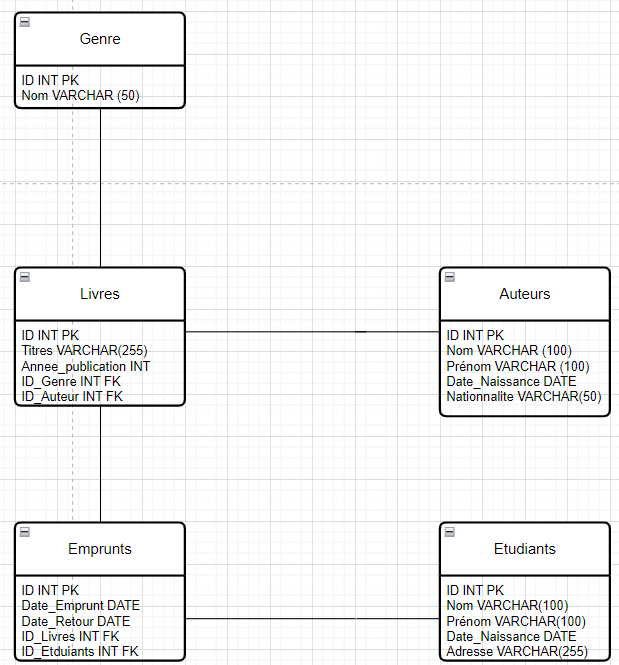 Genre
ID INT PK
Nom VARCHAR (50)
Livres
ID INT PK
Titres VARCHAR(255)
Annee_publication INT
ID_Genre INT FK
ID_Auteur INT FK
Auteurs
ID INT PK
Nom VARCHAR (100)
Prénom VARCHAR (100)
Date_Naissance DATE
Nationnalite VARCHAR(50)
Emprunts
ID INT PK
Date_Emprunt DATE
Date_Retour DATE
ID_Livres INT FK
ID_Etduiants INT FK
Etudiants
ID INT PK
Nom VARCHAR(100)
Prénom VARCHAR(100)
Date_Naissance DATE
Adresse VARCHAR(255)